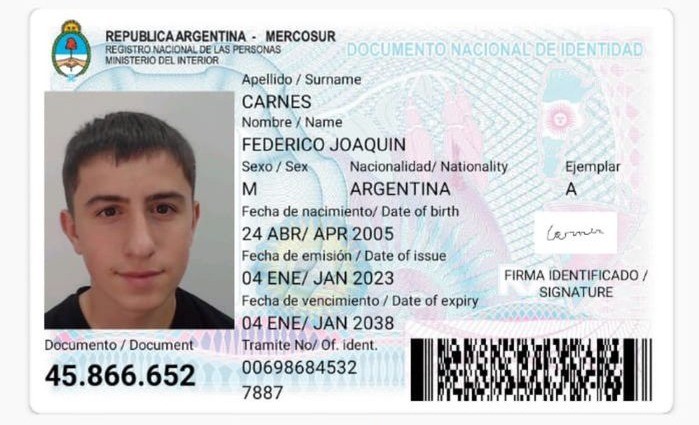 REPUBLICA ARGENTINA - MERCOSUR
REGISTRO NACIONAL DE LAS PERSONAS
MINISTERIO DEL INTERIOR
DOCUMENTO NACIONAL DE IDENTIDAD
Apellido / Surname
CARNES
Nombre / Name
FEDERICO JOAQUIN
Sexo / Sex Nacionalidad/ Nationality Ejemplar
M ARGENTINA A
Fecha de nacimiento/ Date of birth
24 ABR/ APR 2005
Fecha de emisión / Date of issue
04 ENE/ JAN 2023
Fecha de vencimiento / Date of expiry
04 ENE/ JAN 2038
FIRMA IDENTIFICADO /
SIGNATURE
Documento / Document
45.866.652
Tramite No/ Of. ident.
00698684532
7887